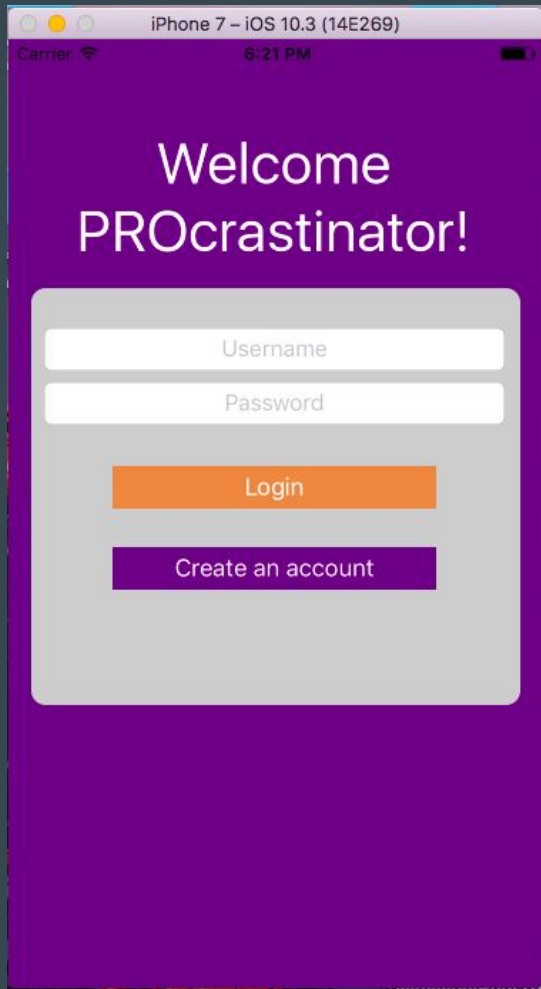 iPhone 7 – iOS 10.3 (14E269)
Carrier 6:21 PM
Welcome
PROcrastinator!
Username
Password
Login
Create an account